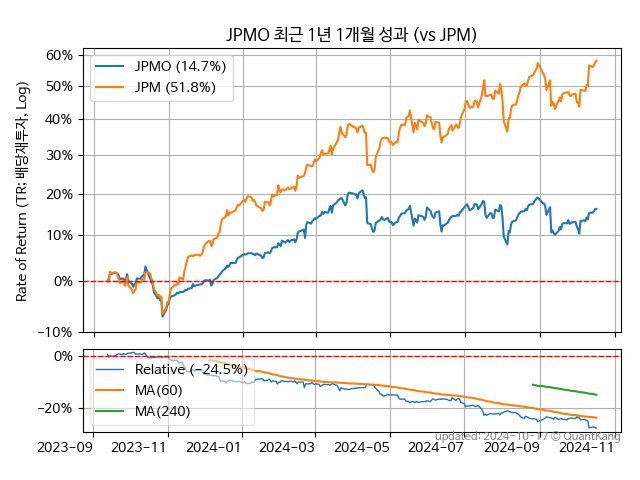 JPMO 최근 1년 1개월 성과 (vs JPM)
60%
50%
40%
30%
20%
10%
0%
−10%
Rate of Return (TR; 배당재투자, Log)
JPMO (14.7%)
JPM (51.8%)
0%
−20%
Relative (−24.5%)
MA(60)
MA(240)
updated: 2024-10-17 © QuantKang
2023-09 2023-11 2024-01 2024-03 2024-05 2024-07 2024-09 2024-11